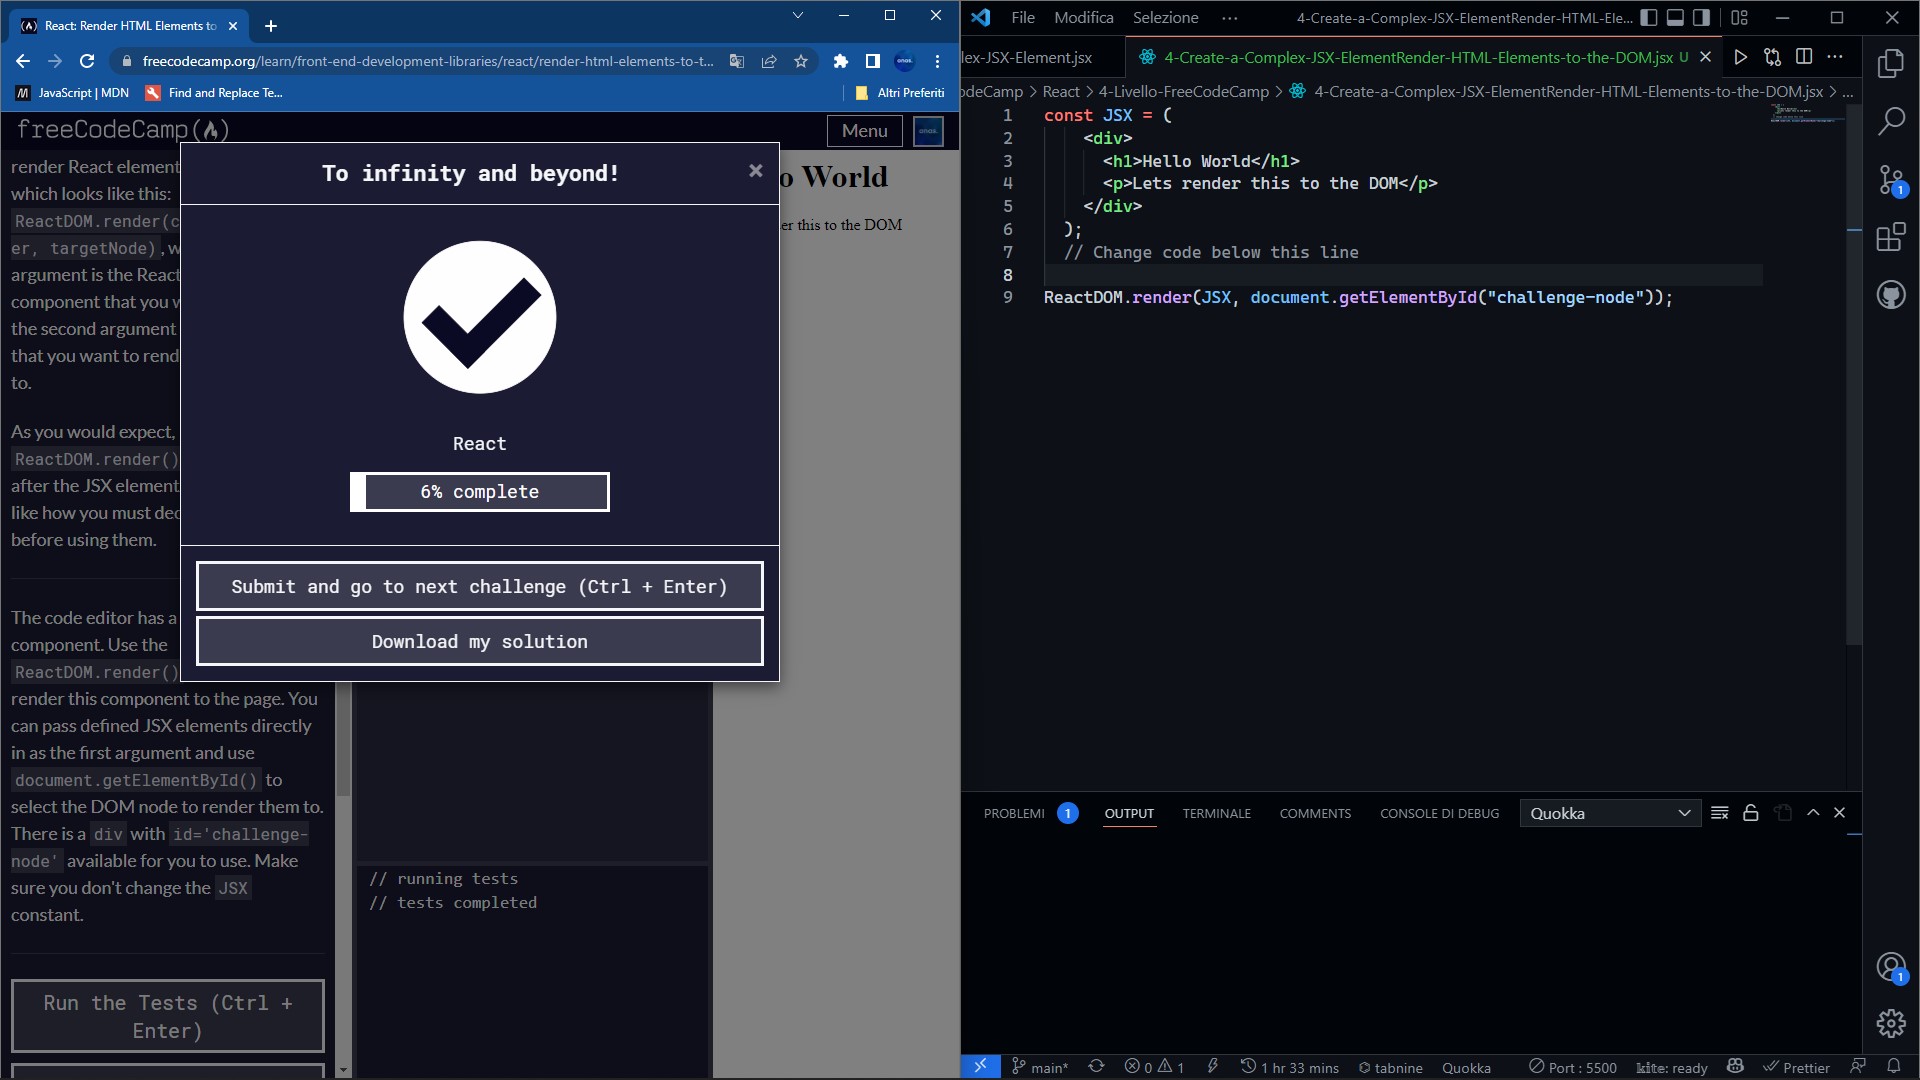 React: Render HTML Elements to
freecodecamp.org/learn/front-end-development-libraries/react/render-html-elements-to-t...
JavaScript | MDN
Find and Replace Te...
Altri Preferiti
freeCodeCamp
Menu
render React element
which looks like this:
ReactDOM.render(c
er, targetNode), w
argument is the React
component that you w
the second argument
that you want to rend
to.
As you would expect,
ReactDOM.render()
after the JSX element
like how you must dec
before using them.
The code editor has a
component. Use the
ReactDOM.render()
render this component to the page. You
can pass defined JSX elements directly
in as the first argument and use
document.getElementById() to
select the DOM node to render them to.
There is a div with id='challenge-
node' available for you to use. Make
sure you don't change the JSX
constant.
Run the Tests (Ctrl +
Enter)
To infinity and beyond!
React
6% complete
Submit and go to next challenge (Ctrl + Enter)
Download my solution
// running tests
// tests completed
o World
er this to the DOM
File
Modifica
Selezione
4-Create-a-Complex-JSX-ElementRender-HTML-Ele...
lex-JSX-Element.jsx
4-Create-a-Complex-JSX-ElementRender-HTML-Elements-to-the-DOM.jsx U
odeCamp > React > 4-Livello-FreeCodeCamp > 4-Create-a-Complex-JSX-ElementRender-HTML-Elements-to-the-DOM.jsx > ...
1 const JSX = (
2 <div>
3 <h1>Hello World</h1>
4 <p>Lets render this to the DOM</p>
5 </div>
6 );
7 // Change code below this line
8
9 ReactDOM.render(JSX, document.getElementById("challenge-node"));
1
PROBLEMI 1
OUTPUT
TERMINALE
COMMENTS
CONSOLE DI DEBUG
Quokka
1
main*
0 1
1 hr 33 mins
tabnine
Quokka
Port : 5500
kite: ready
Prettier